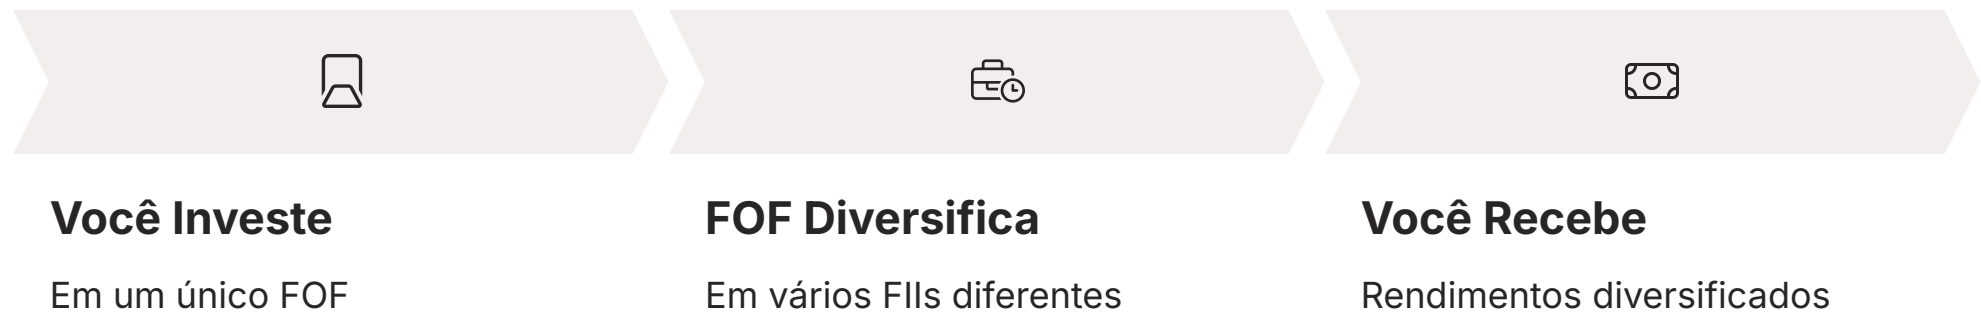 Você Investe
Em um único FOF
FOF Diversifica
Em vários FIIs diferentes
Você Recebe
Rendimentos diversificados